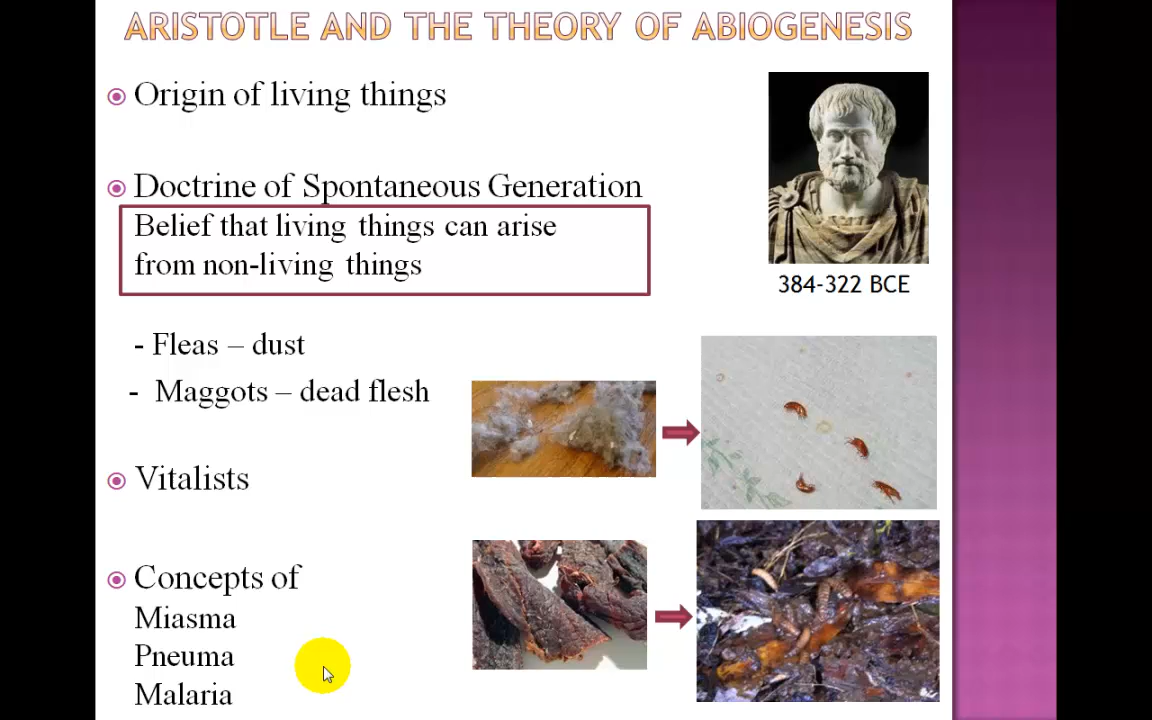 ARISTOTLE AND THE THEORY OF ABIOGENESIS
Origin of living things
384-322 BCE
Doctrine of Spontaneous Generation
Belief that living things can arise
from non-living things
- Fleas – dust
- Maggots – dead flesh
Vitalists
Concepts of
Miasma
Pneuma
Malaria